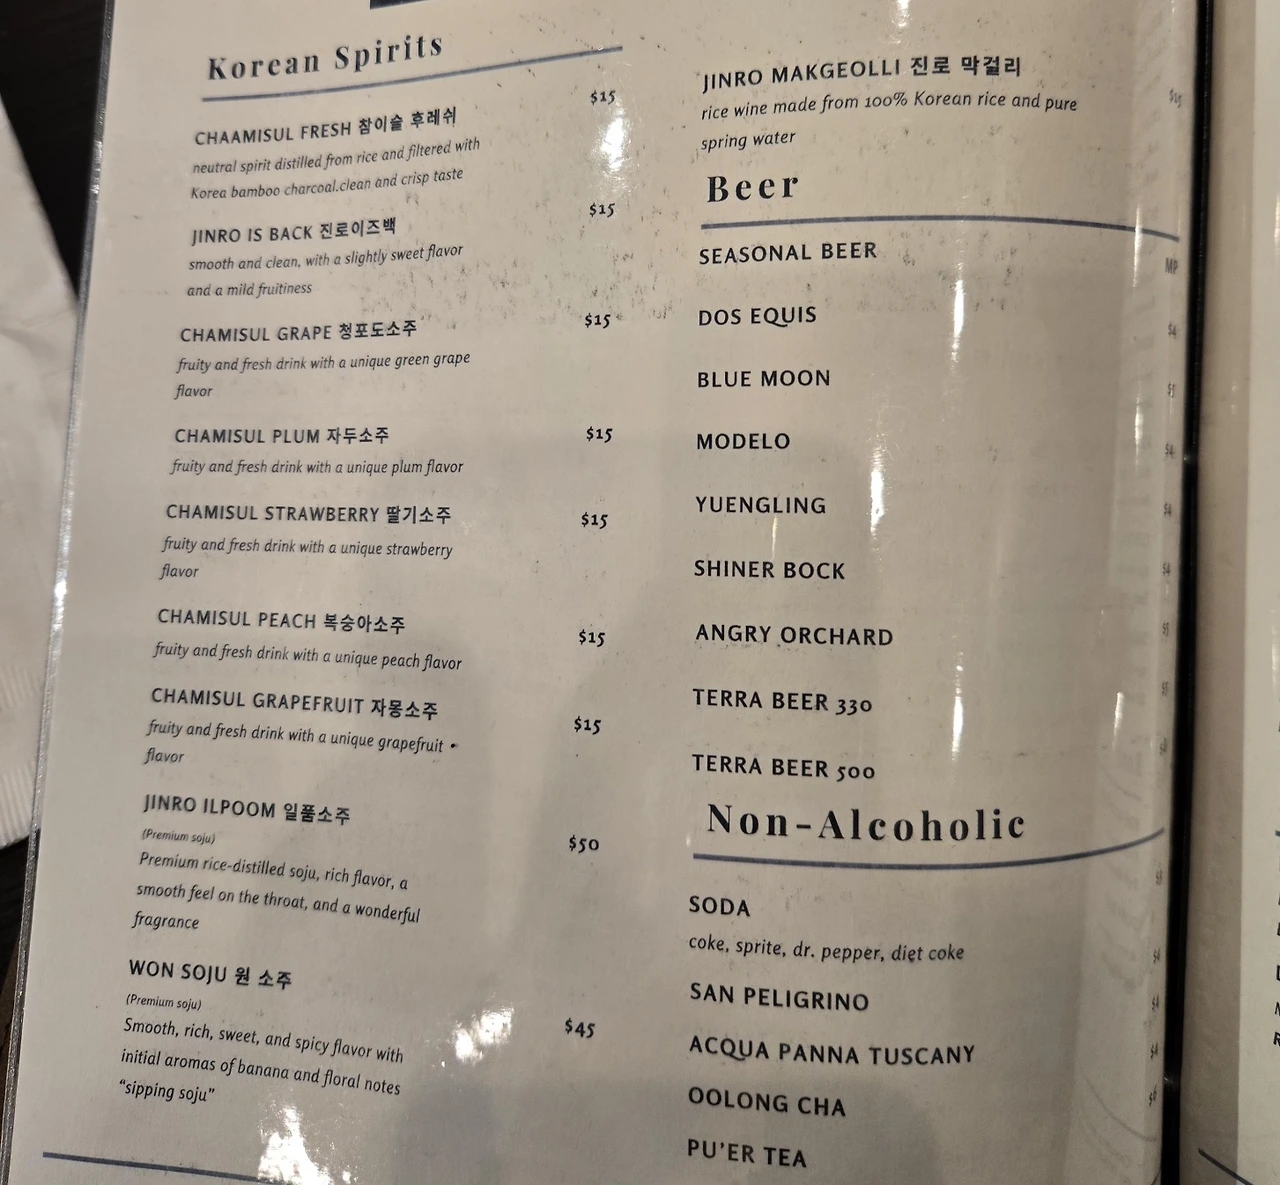 Korean Spirits
CHAAMISUL FRESH 참이슬 후레쉬 $15
neutral spirit distilled from rice and filtered with
Korea bamboo charcoal.clean and crisp taste
JINRO IS BACK 진로이즈백 $15
smooth and clean, with a slightly sweet flavor
and a mild fruitiness
CHAMISUL GRAPE 청포도소주 $15
fruity and fresh drink with a unique green grape
flavor
CHAMISUL PLUM 자두소주 $15
fruity and fresh drink with a unique plum flavor
CHAMISUL STRAWBERRY 딸기소주 $15
fruity and fresh drink with a unique strawberry
flavor
CHAMISUL PEACH 복숭아소주 $15
fruity and fresh drink with a unique peach flavor
CHAMISUL GRAPEFRUIT 자몽소주 $15
fruity and fresh drink with a unique grapefruit
flavor
JINRO ILPOOM 일품소주 $50
(Premium soju)
Premium rice-distilled soju, rich flavor, a
smooth feel on the throat, and a wonderful
fragrance
WON SOJU 원 소주 $45
(Premium soju)
Smooth, rich, sweet, and spicy flavor with
initial aromas of banana and floral notes
“sipping soju”
JINRO MAKGEOLLI 진로 막걸리
rice wine made from 100% Korean rice and pure
spring water
Beer
SEASONAL BEER MP
DOS EQUIS $4
BLUE MOON $5
MODELO $4
YUENGLING $4
SHINER BOCK $4
ANGRY ORCHARD $5
TERRA BEER 330
TERRA BEER 500
Non-Alcoholic
SODA
coke, sprite, dr. pepper, diet coke
SAN PELIGRINO
ACQUA PANNA TUSCANY
OOLONG CHA
PU'ER TEA